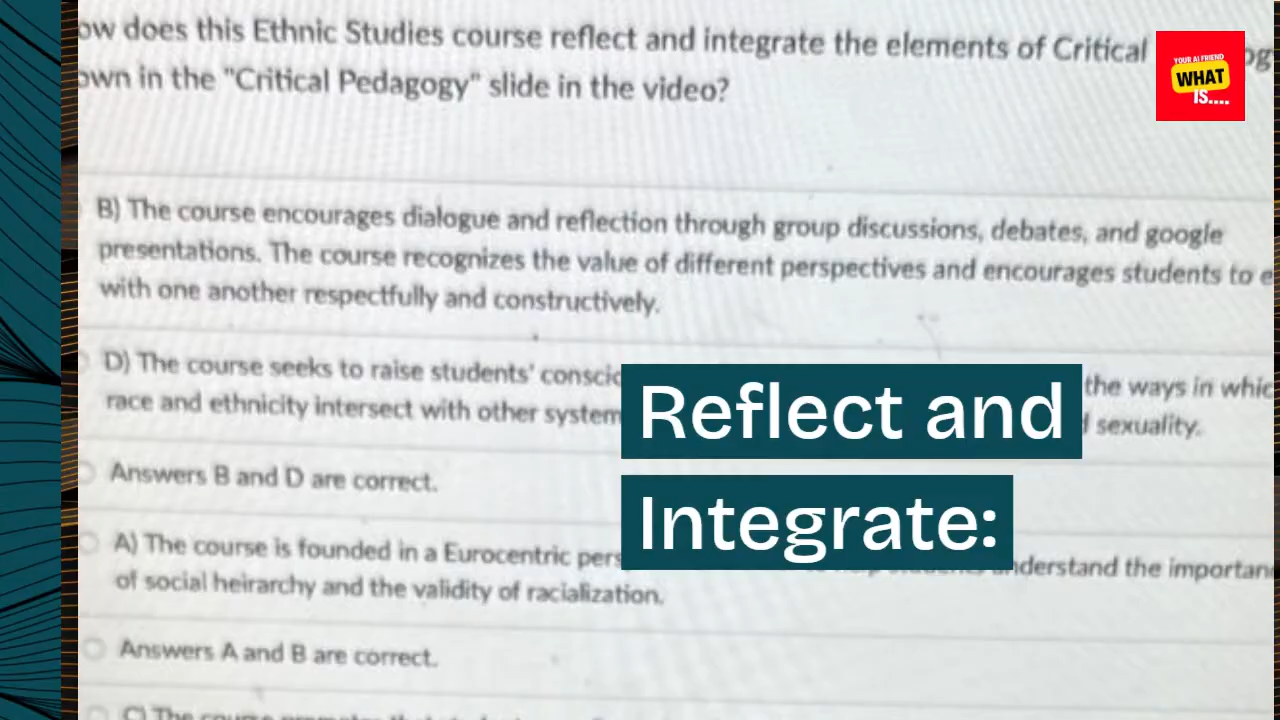 ow does this Ethnic Studies course reflect and integrate the elements of Critical
own in the "Critical Pedagogy" slide in the video?
YOUR AI FRIEND
WHAT
IS....
B) The course encourages dialogue and reflection through group discussions, debates, and google
presentations. The course recognizes the value of different perspectives and encourages students to e
with one another respectfully and constructively.
D) The course seeks to raise students' conscio the ways in whic
race and ethnicity intersect with other system sexuality.
Reflect and
Integrate:
Answers B and D are correct.
A) The course is founded in a Eurocentric pers understand the importan
of social heirarchy and the validity of racialization.
Answers A and B are correct.
C) The course